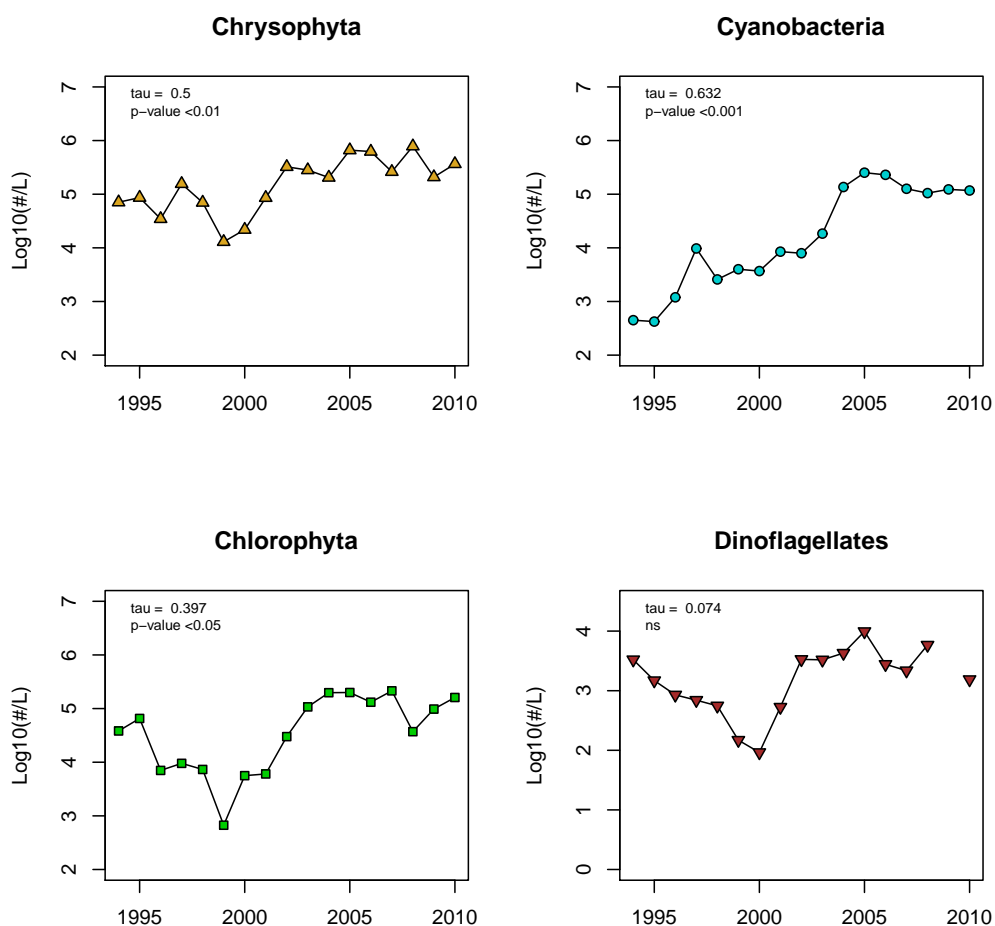 Chrysophyta
tau = 0.5
p−value <0.01
Log10(#/L)
7
6
5
4
3
2
1995 2000 2005 2010
Cyanobacteria
tau = 0.632
p−value <0.001
Log10(#/L)
7
6
5
4
3
2
1995 2000 2005 2010
Chlorophyta
tau = 0.397
p−value <0.05
Log10(#/L)
7
6
5
4
3
2
1995 2000 2005 2010
Dinoflagellates
tau = 0.074
ns
Log10(#/L)
4
3
2
1
0
1995 2000 2005 2010